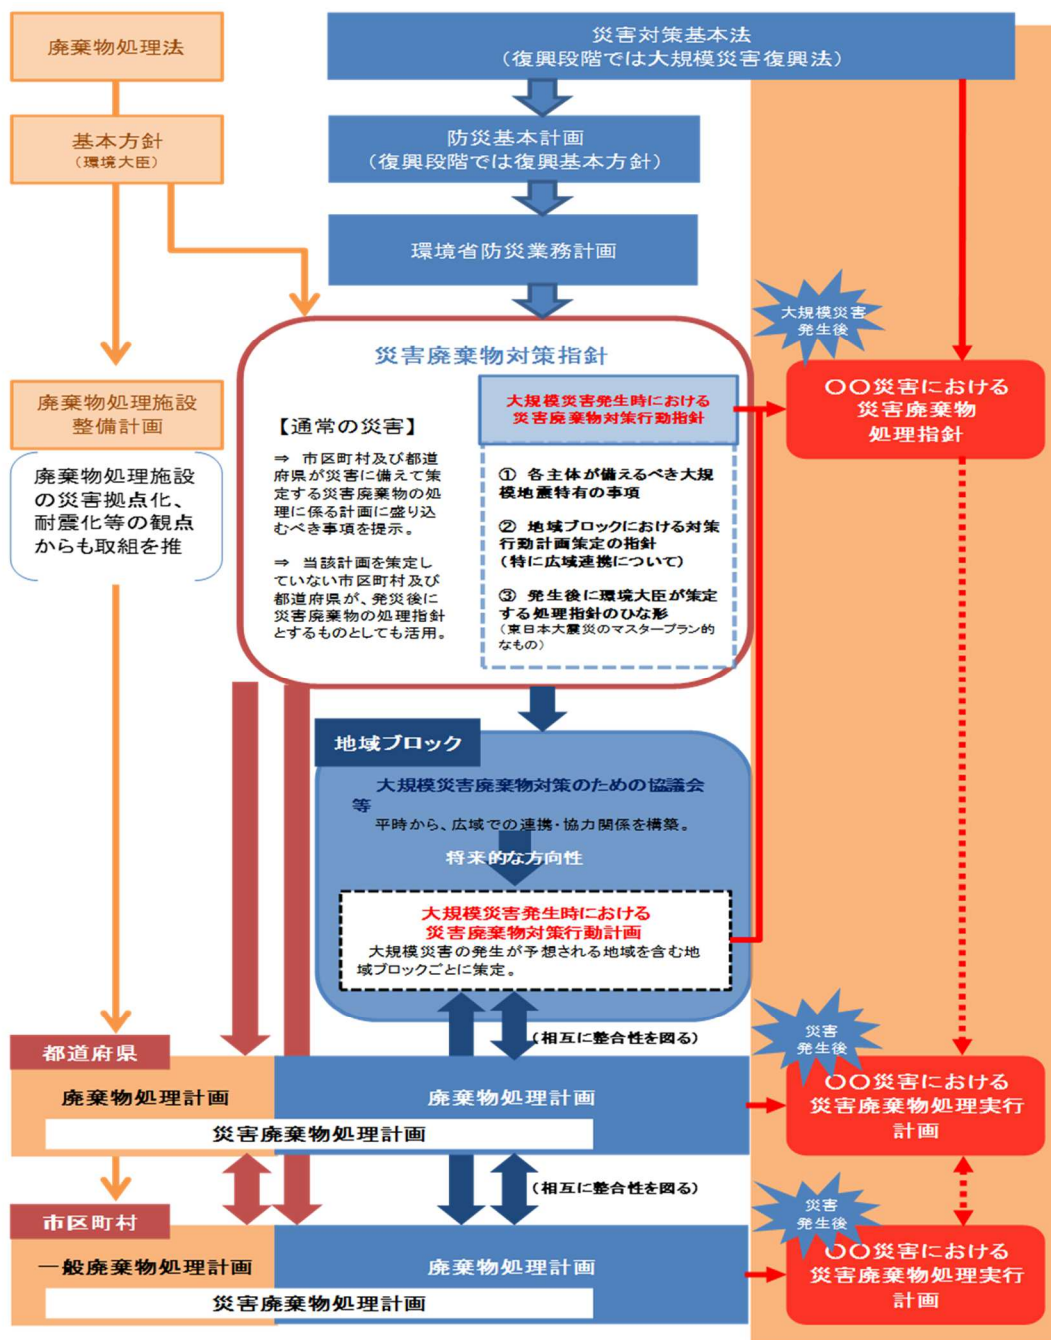 廃棄物処理法
災害対策基本法
（復興段階では大規模災害復興法）
基本方針
（環境大臣）
防災基本計画
（復興段階では復興基本方針）
環境省防災業務計画
大規模災害
発生後
災害廃棄物対策指針
廃棄物処理施設
整備計画
廃棄物処理施設
の災害拠点化、
耐震化等の観点
からも取組を推
【通常の災害】
⇒ 市区町村及び都道
府県が災害に備えて策
定する災害廃棄物の処
理に係る計画に盛り込
むべき事項を提示。
⇒ 当該計画を策定し
ていない市区町村及び
都道府県が、発災後に
災害廃棄物の処理指針
とするものとしても活用。
大規模災害発生時における
災害廃棄物対策行動指針
① 各主体が備えるべき大規
模地震特有の事項
② 地域ブロックにおける対策
行動計画策定の指針
（特に広域連携について）
③ 発生後に環境大臣が策定
する処理指針のひな形
（東日本大震災のマスタープラン的
なもの）
〇〇災害における
災害廃棄物
処理指針
地域ブロック
大規模災害廃棄物対策のための協議会
等
平時から、広域での連携・協力関係を構築。
将来的な方向性
大規模災害発生時における
災害廃棄物対策行動計画
大規模災害の発生が予想される地域を含む地
域ブロックごとに策定。
（相互に整合性を図る）
災害
発生後
都道府県
廃棄物処理計画
廃棄物処理計画
災害廃棄物処理計画
〇〇災害における
災害廃棄物処理実行
計画
（相互に整合性を図る）
災害
発生後
市区町村
一般廃棄物処理計画
廃棄物処理計画
災害廃棄物処理計画
〇〇災害における
災害廃棄物処理実行
計画